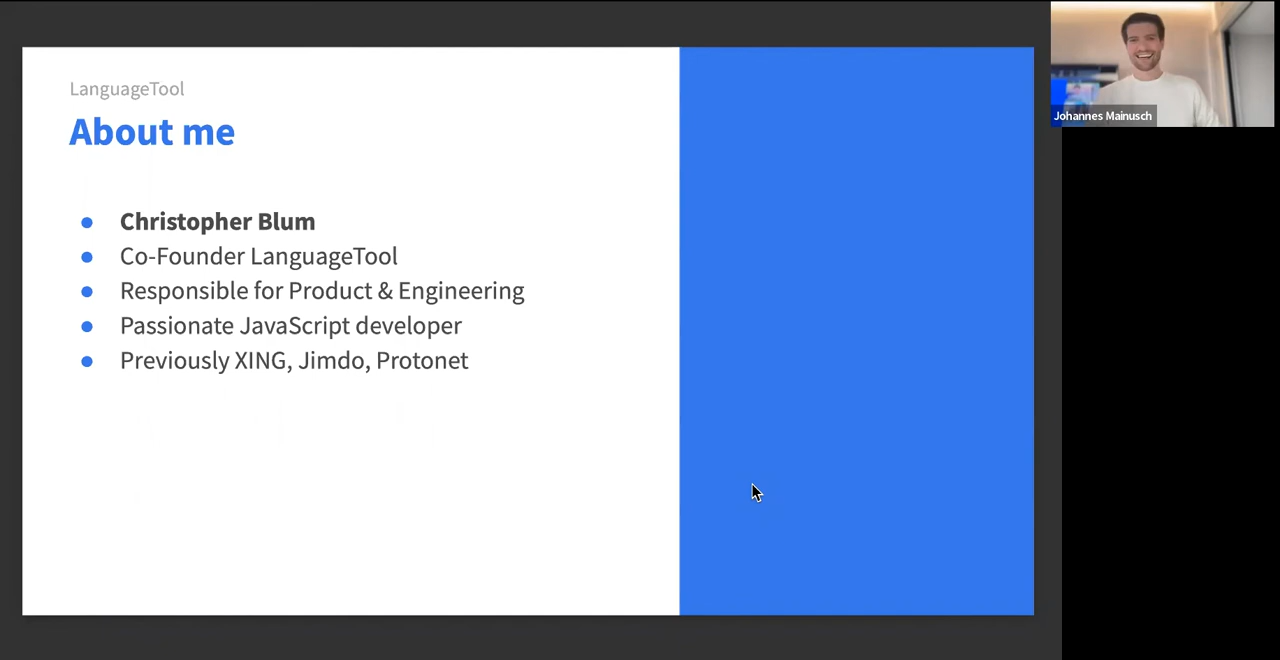 LanguageTool
About me
Christopher Blum
Co-Founder LanguageTool
Responsible for Product & Engineering
Passionate JavaScript developer
Previously XING, Jimdo, Protonet
Johannes Mainusch